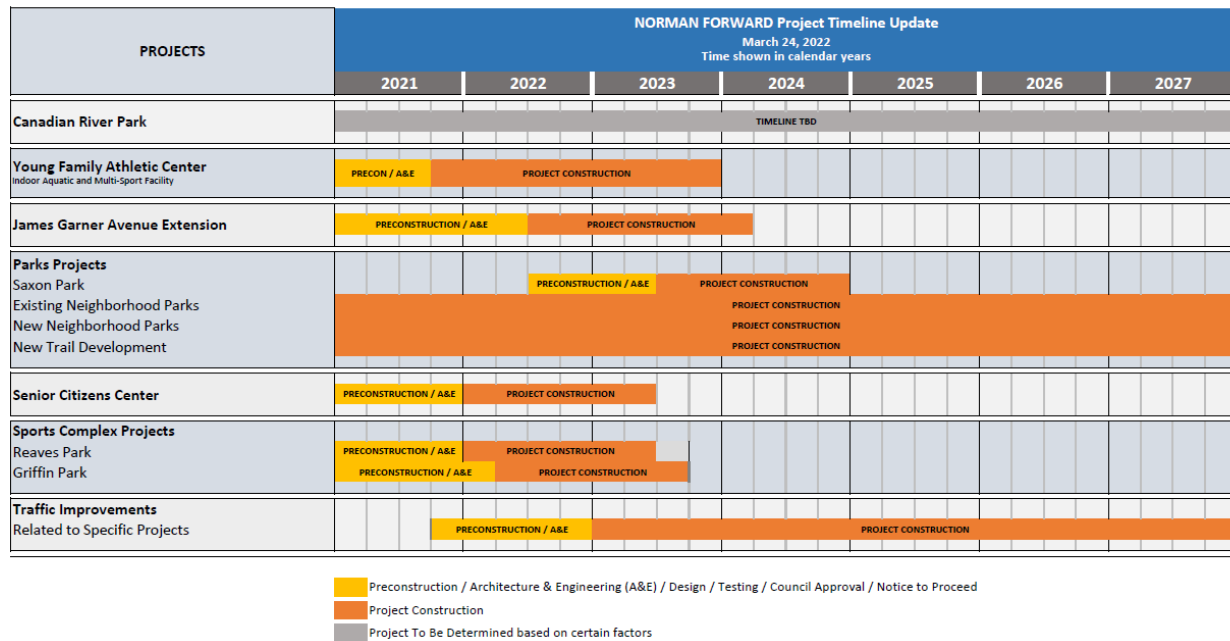 PROJECTS
NORMAN FORWARD Project Timeline Update
March 24, 2022
Time shown in calendar years
2021 2022 2023 2024 2025 2026 2027
Canadian River Park
TIMELINE TBD
Young Family Athletic Center
Indoor Aquatic and Multi-Sport Facility
PRECON / A&E PROJECT CONSTRUCTION
James Garner Avenue Extension
PRECONSTRUCTION / A&E PROJECT CONSTRUCTION
Parks Projects
Saxon Park
PRECONSTRUCTION / A&E PROJECT CONSTRUCTION
Existing Neighborhood Parks
PROJECT CONSTRUCTION
New Neighborhood Parks
PROJECT CONSTRUCTION
New Trail Development
PROJECT CONSTRUCTION
Senior Citizens Center
PRECONSTRUCTION / A&E PROJECT CONSTRUCTION
Sports Complex Projects
Reaves Park
PRECONSTRUCTION / A&E PROJECT CONSTRUCTION
Griffin Park
PRECONSTRUCTION / A&E PROJECT CONSTRUCTION
Traffic Improvements
Related to Specific Projects
PRECONSTRUCTION / A&E PROJECT CONSTRUCTION
Preconstruction / Architecture & Engineering (A&E) / Design / Testing / Council Approval / Notice to Proceed
Project Construction
Project To Be Determined based on certain factors